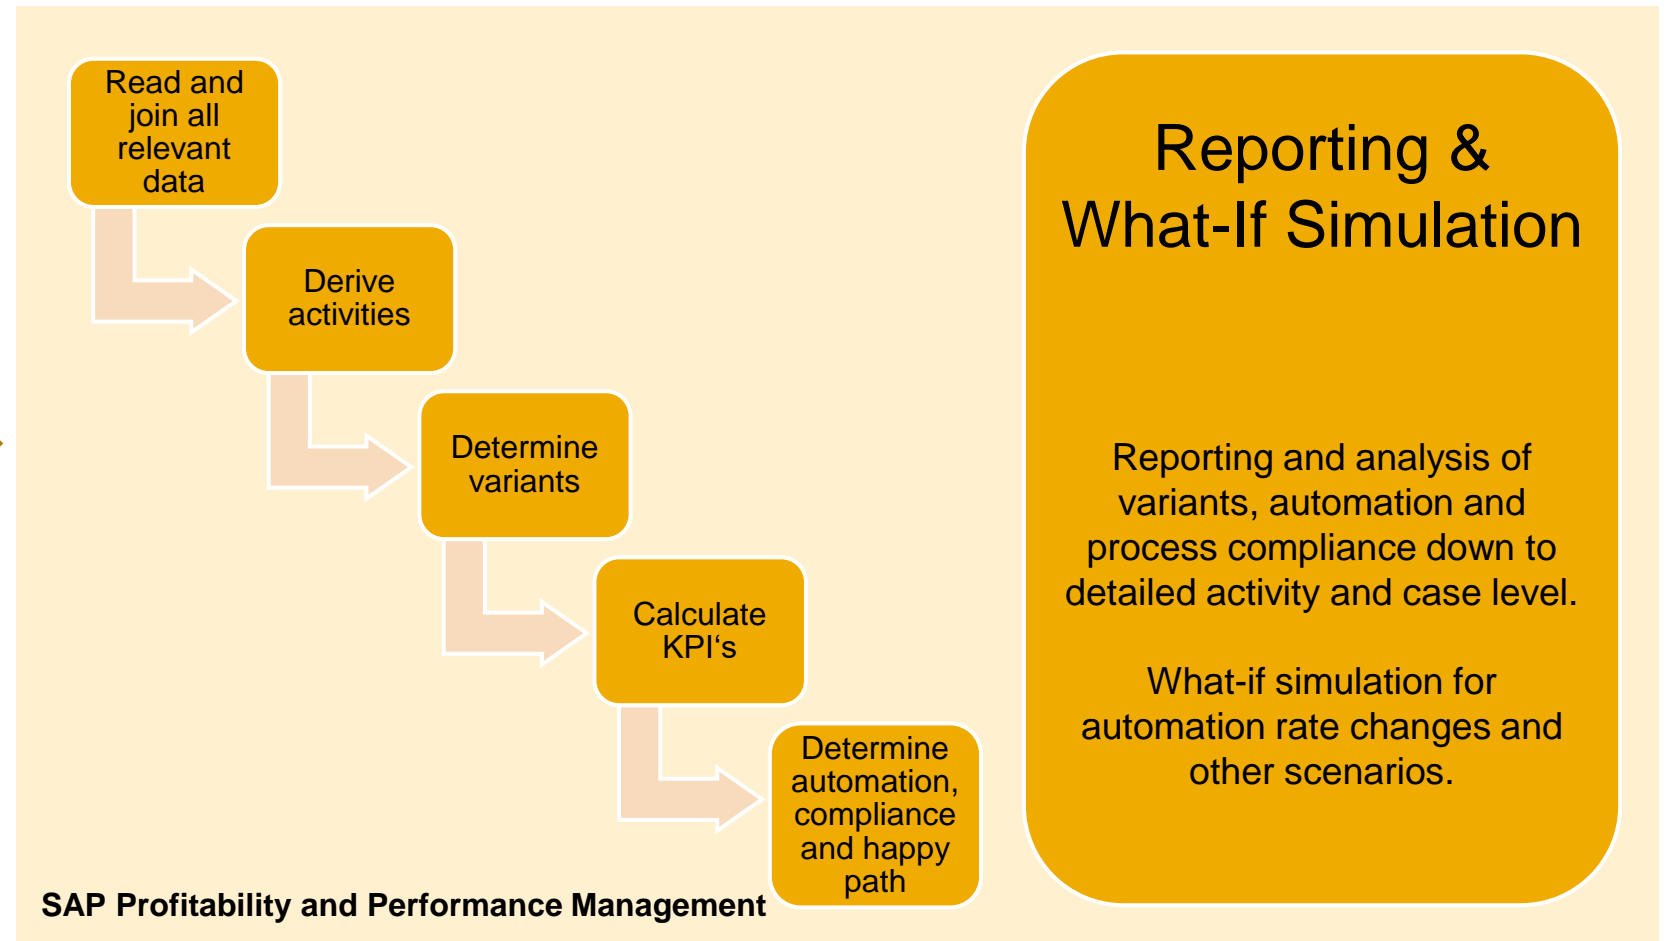 Read and
join all
relevant
data
Derive
activities
Determine
variants
Calculate
KPI‘s
Determine
automation,
compliance
and happy
path
SAP Profitability and Performance Management
Reporting &
What-If Simulation
Reporting and analysis of
variants, automation and
process compliance down to
detailed activity and case level.
What-if simulation for
automation rate changes and
other scenarios.